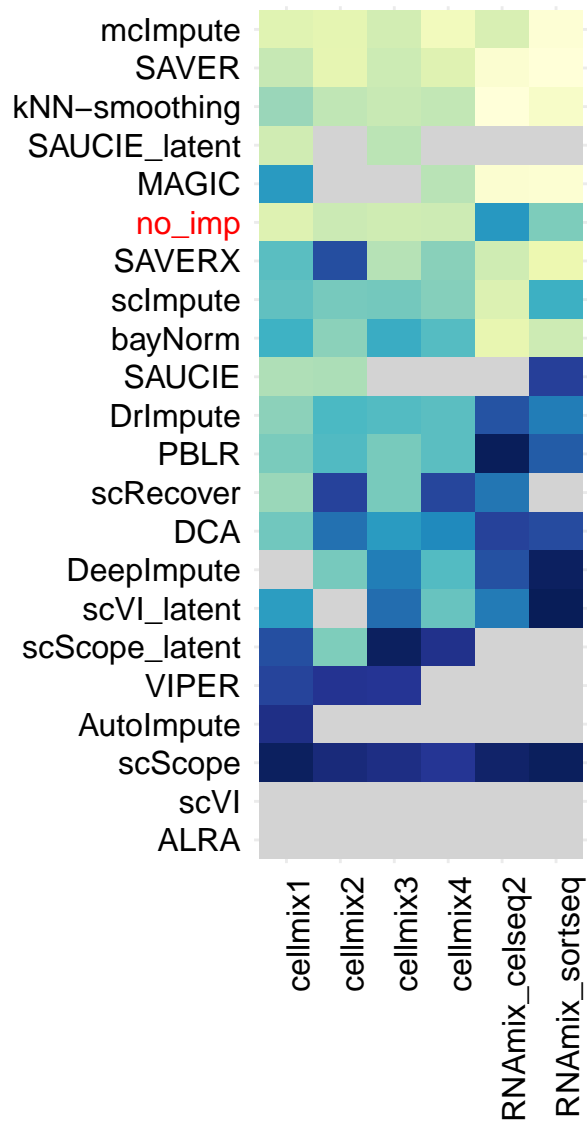 mcImpute
SAVER
kNN−smoothing
SAUCIE_latent
MAGIC
no_imp
SAVERX
scImpute
bayNorm
SAUCIE
DrImpute
PBLR
scRecover
DCA
DeepImpute
scVI_latent
scScope_latent
VIPER
AutoImpute
scScope
scVI
ALRA
cellmix1
cellmix2
cellmix3
cellmix4
RNAmix_celseq2
RNAmix_sortseq